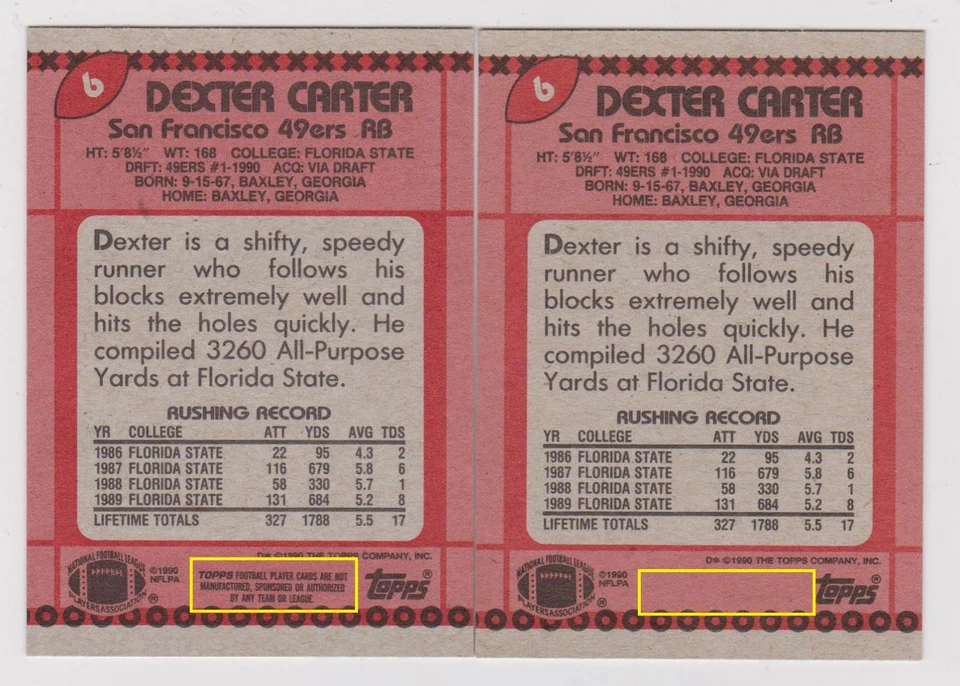 6
DEXTER CARTER
San Francisco 49ers RB
HT: 5'8½" WT: 168 COLLEGE: FLORIDA STATE
DRFT: 49ERS #1-1990 ACQ: VIA DRAFT
BORN: 9-15-67, BAXLEY, GEORGIA
HOME: BAXLEY, GEORGIA
Dexter is a shifty, speedy
runner who follows his
blocks extremely well and
hits the holes quickly. He
compiled 3260 All-Purpose
Yards at Florida State.
RUSHING RECORD
YR COLLEGE ATT YDS AVG TDS
1986 FLORIDA STATE 22 95 4.3 2
1987 FLORIDA STATE 116 679 5.8 6
1988 FLORIDA STATE 58 330 5.7 1
1989 FLORIDA STATE 131 684 5.2 8
LIFETIME TOTALS 327 1788 5.5 17
D* ©1990 THE TOPPS COMPANY, INC.
NATIONAL FOOTBALL LEAGUE
PLAYERS ASSOCIATION
®
©1990
NFLPA
TOPPS FOOTBALL PLAYER CARDS ARE NOT
MANUFACTURED, SPONSORED OR AUTHORIZED
BY ANY TEAM OR LEAGUE.
topps®
6
DEXTER CARTER
San Francisco 49ers RB
HT: 5'8½" WT: 168 COLLEGE: FLORIDA STATE
DRFT: 49ERS #1-1990 ACQ: VIA DRAFT
BORN: 9-15-67, BAXLEY, GEORGIA
HOME: BAXLEY, GEORGIA
Dexter is a shifty, speedy
runner who follows his
blocks extremely well and
hits the holes quickly. He
compiled 3260 All-Purpose
Yards at Florida State.
RUSHING RECORD
YR COLLEGE ATT YDS AVG TDS
1986 FLORIDA STATE 22 95 4.3 2
1987 FLORIDA STATE 116 679 5.8 6
1988 FLORIDA STATE 58 330 5.7 1
1989 FLORIDA STATE 131 684 5.2 8
LIFETIME TOTALS 327 1788 5.5 17
D* ©1990 THE TOPPS COMPANY, INC.
NATIONAL FOOTBALL LEAGUE
PLAYERS ASSOCIATION
®
©1990
NFLPA
topps®